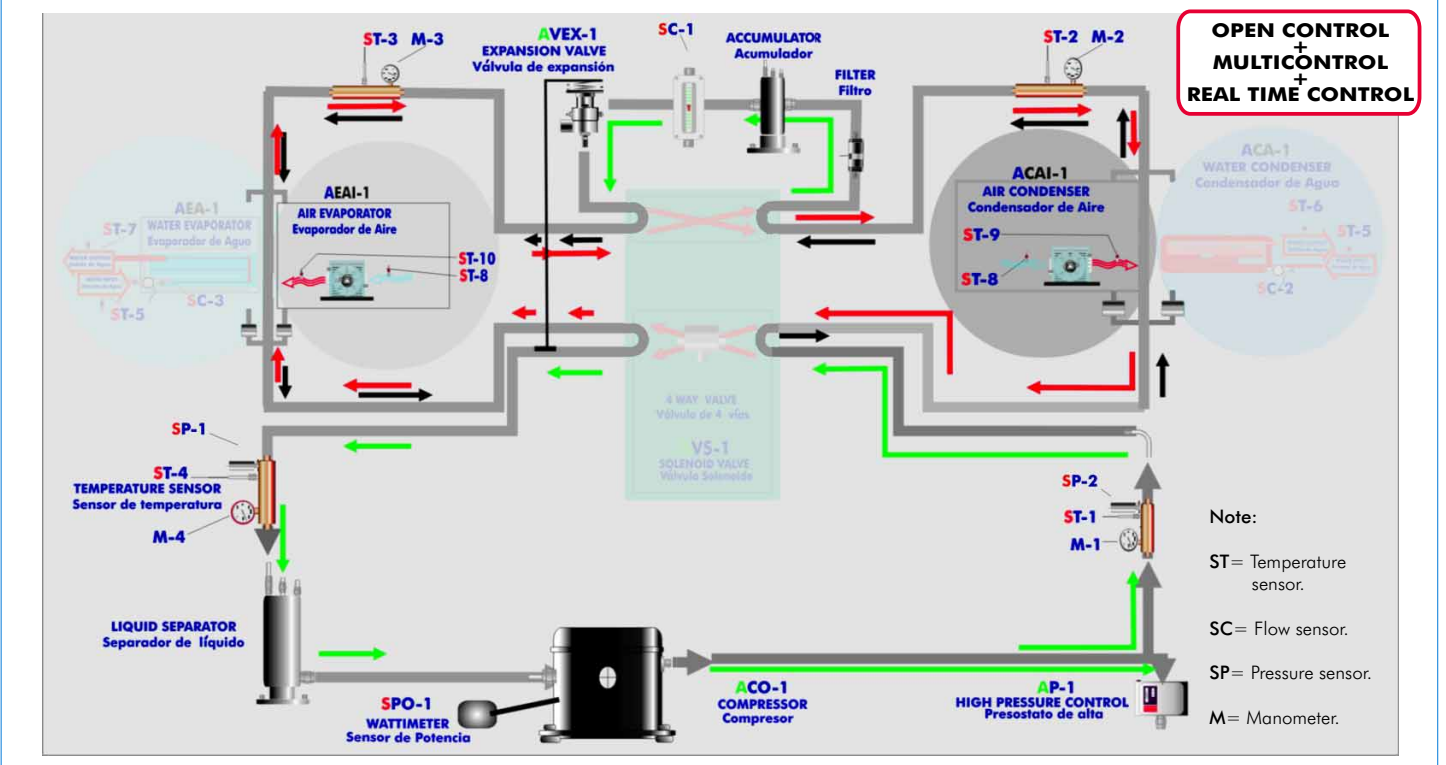 OPEN CONTROL
+
MULTICONTROL
+
REAL TIME CONTROL
ST-3 M-3
AVEX-1
EXPANSION VALVE
Válvula de expansión
SC-1
ACCUMULATOR
Acumulador
FILTER
Filtro
ST-2 M-2
AEA-1
WATER EVAPORATOR
Evaporador de Agua
ST-7
SC-3
ST-5
AEAI-1
AIR EVAPORATOR
Evaporador de Aire
ST-10
ST-8
ACAI-1
AIR CONDENSER
Condensador de Aire
ST-9
ST-8
ACA-1
WATER CONDENSER
Condensador de Agua
ST-6
ST-5
SC-2
4 WAY VALVE
Válvula de 4 vías
VS-1
SOLENOID VALVE
Válvula Solenoide
SP-1
ST-4
TEMPERATURE SENSOR
Sensor de temperatura
M-4
SP-2
ST-1
M-1
LIQUID SEPARATOR
Separador de líquido
SPO-1
WATTIMETER
Sensor de Potencia
ACO-1
COMPRESSOR
Compresor
AP-1
HIGH PRESSURE CONTROL
Presostato de alta
Note:
ST= Temperature
sensor.
SC= Flow sensor.
SP= Pressure sensor.
M= Manometer.